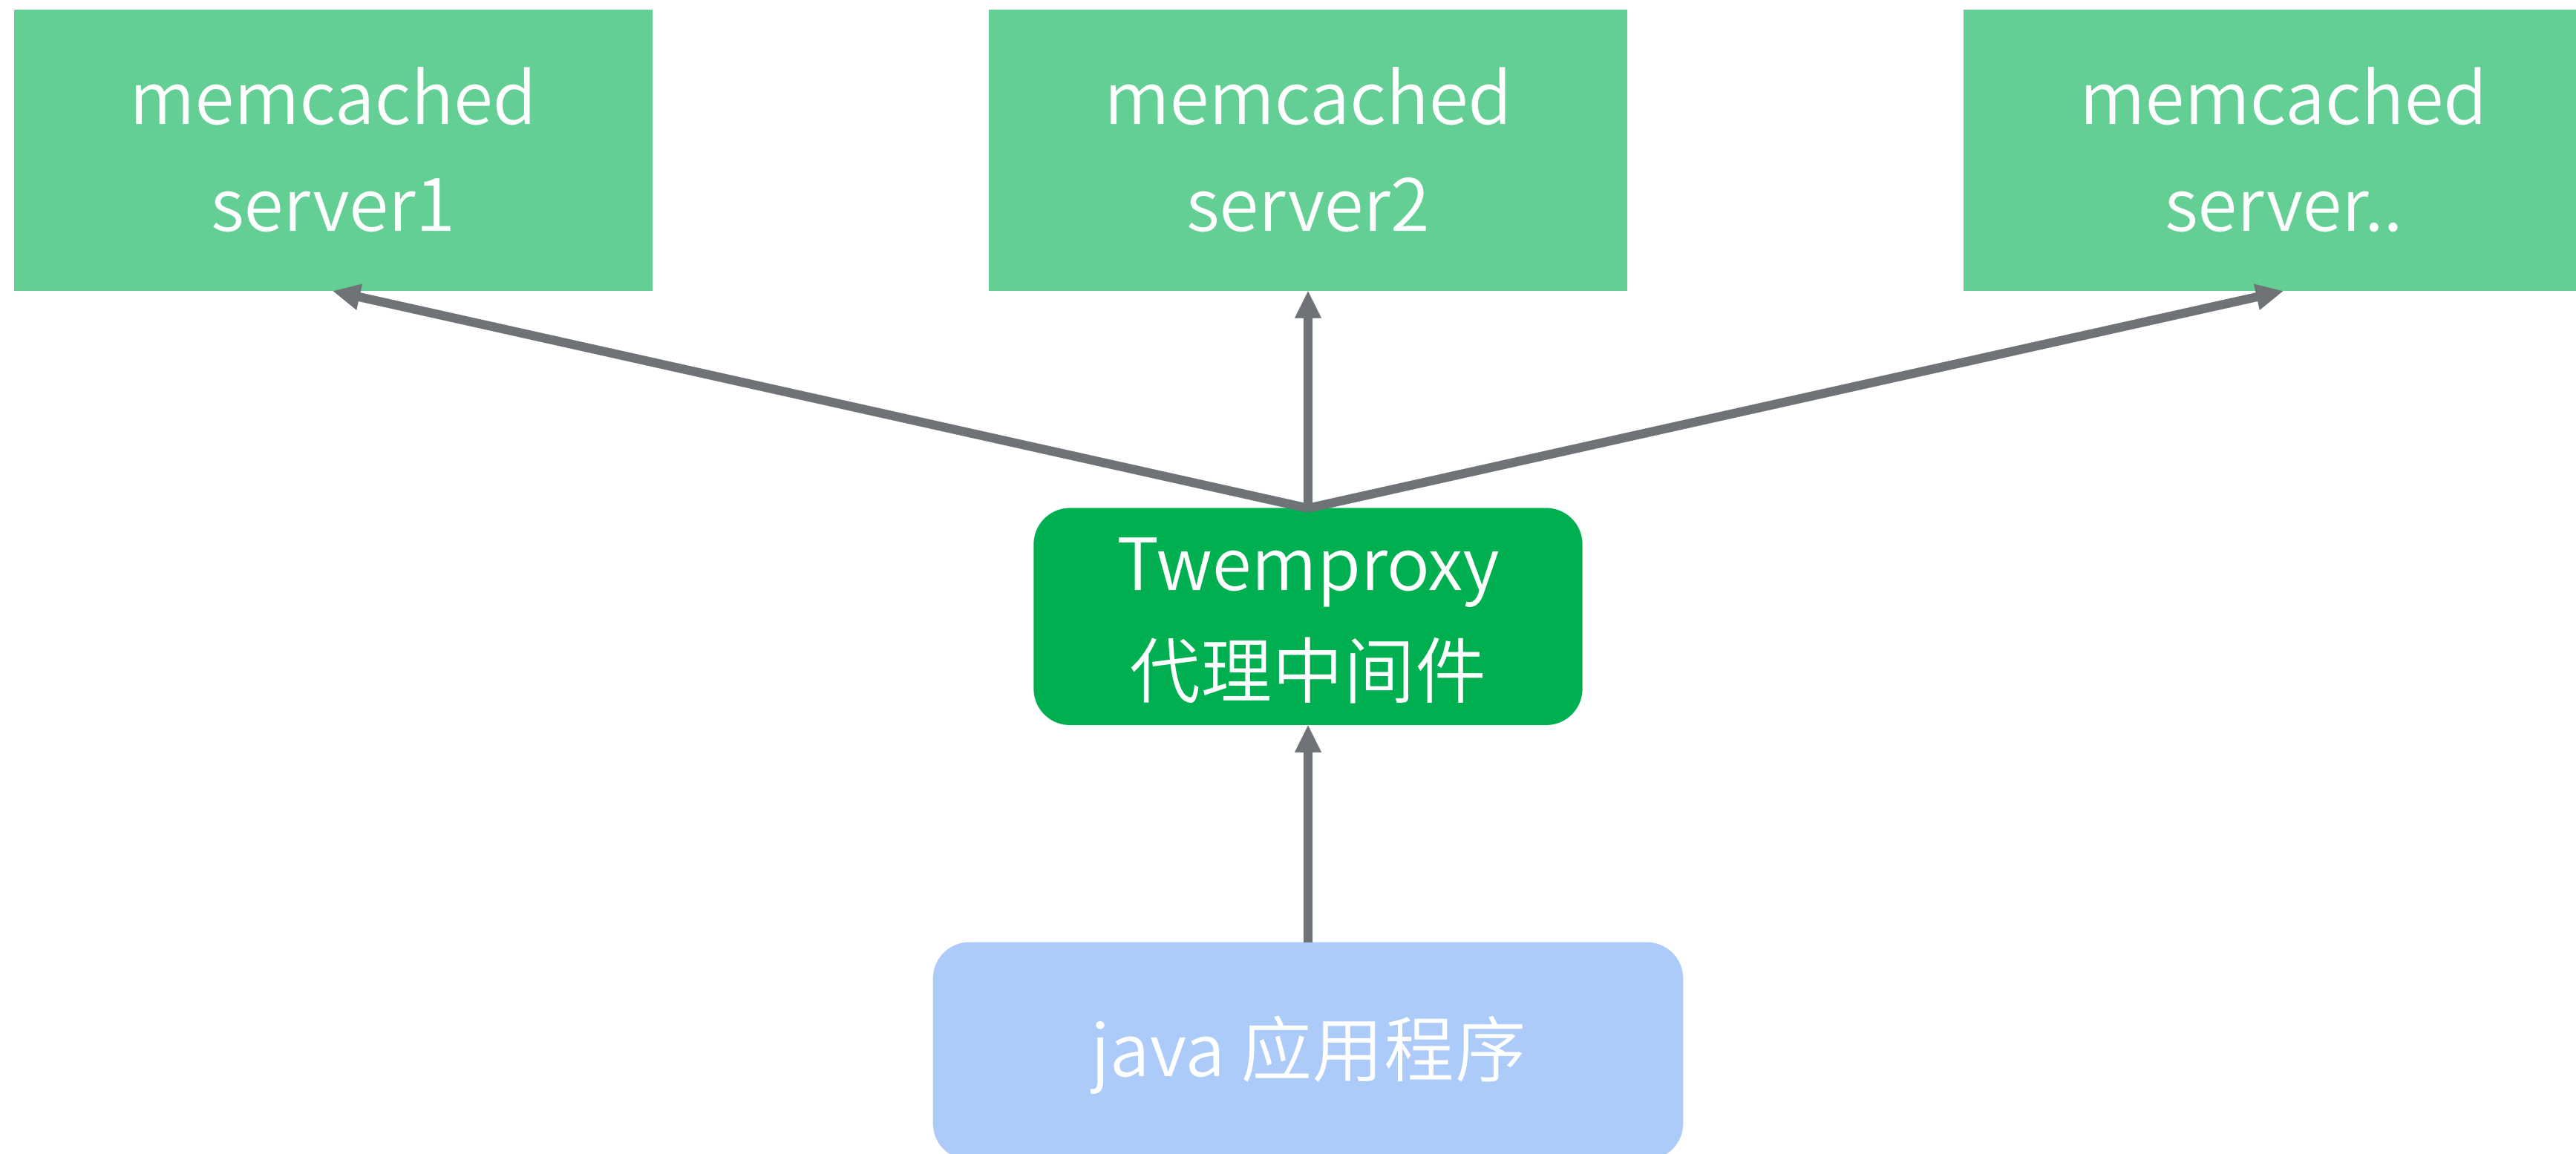 memcached
server1
memcached
server2
memcached
server..
Twemproxy
代理中间件
java 应用程序